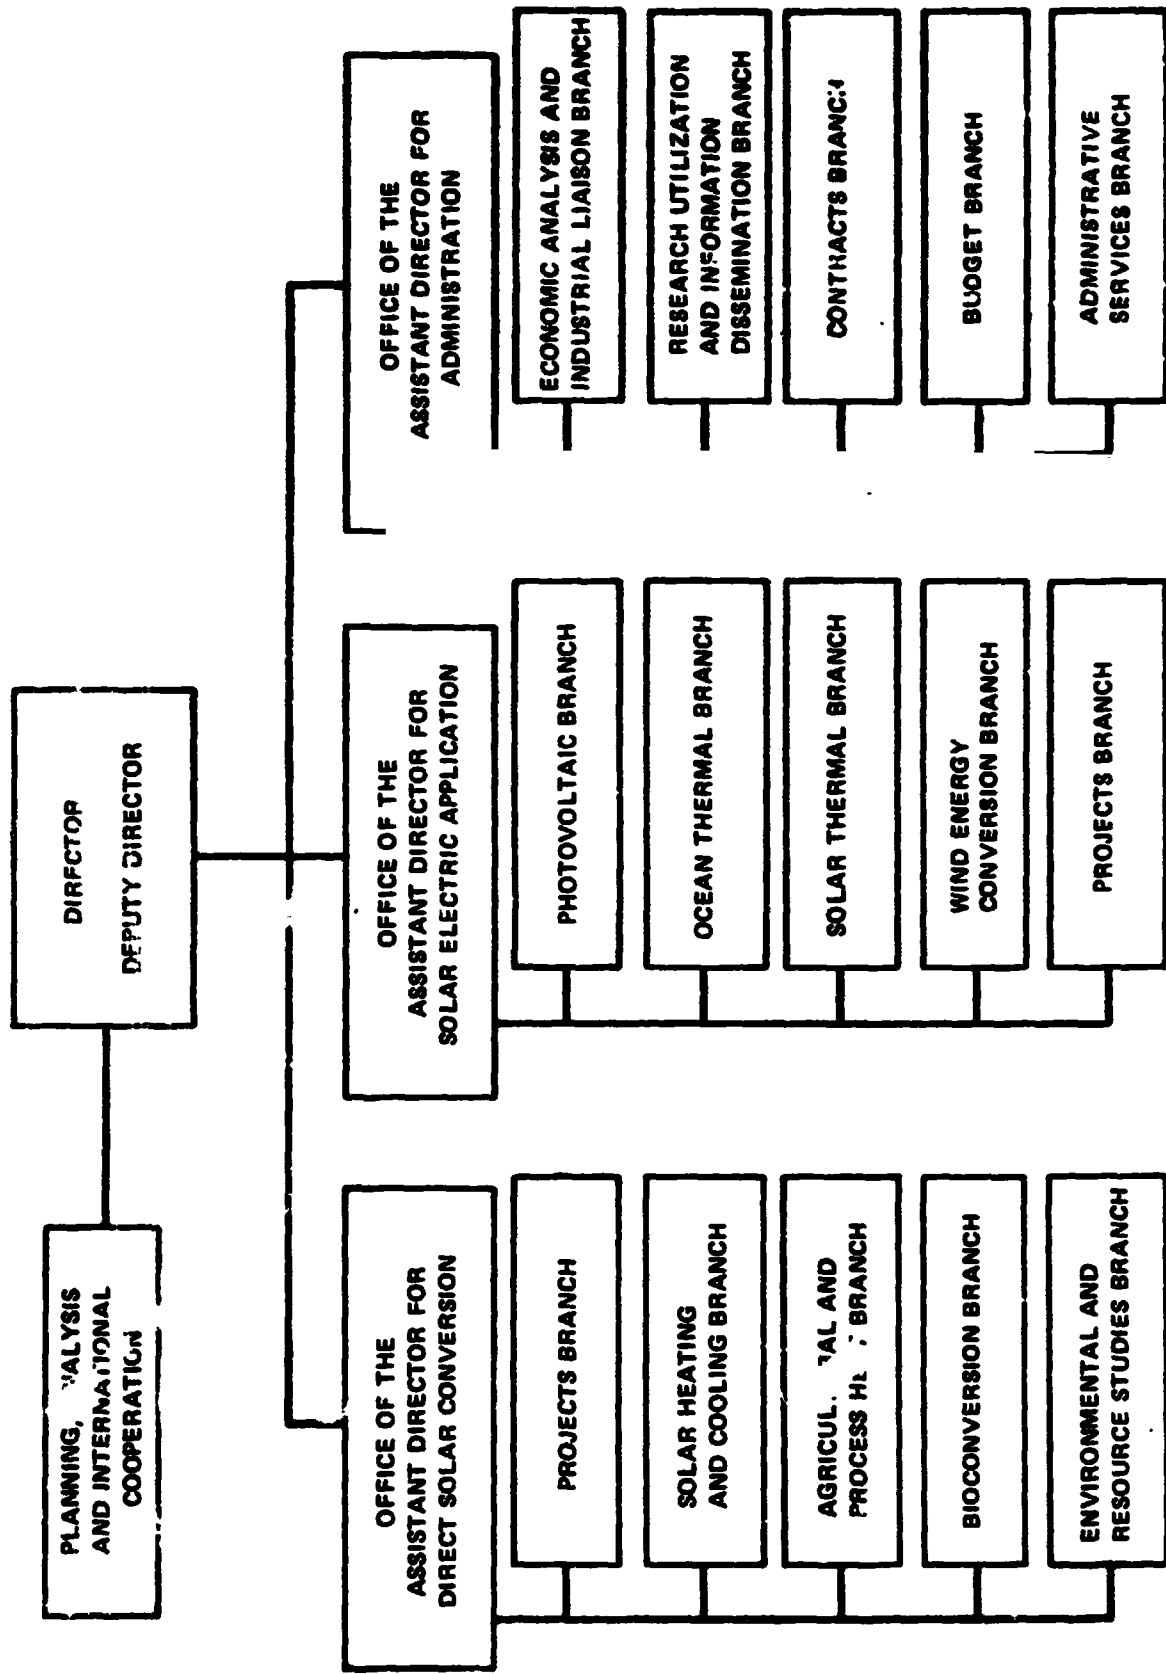 DIRECTOR
DEPUTY DIRECTOR
PLANNING,
AND INTERNATIONAL
COOPERATION
OFFICE OF THE
ASSISTANT DIRECTOR FOR
DIRECT SOLAR CONVERSION
PROJECTS BRANCH
SOLAR HEATING
AND COOLING BRANCH
AND
PROCESS BRANCH
BIOCONVERSION BRANCH
ENVIRONMENTAL AND
RESOURCE STUDIES BRANCH
OFFICE OF THE
ASSISTANT DIRECTOR FOR
SOLAR ELECTRIC APPLICATION
PHOTOVOLTAIC BRANCH
OCEAN THERMAL BRANCH
SOLAR THERMAL BRANCH
WIND ENERGY
CONVERSION BRANCH
PROJECTS BRANCH
OFFICE OF THE
ASSISTANT DIRECTOR FOR
ADMINISTRATION
ECONOMIC ANALYSIS AND
INDUSTRIAL LIAISON BRANCH
RESEARCH UTILIZATION
AND INFORMATION
DISSEMINATION BRANCH
CONTRACTS BRANCH
BUDGET BRANCH
ADMINISTRATIVE
SERVICES BRANCH